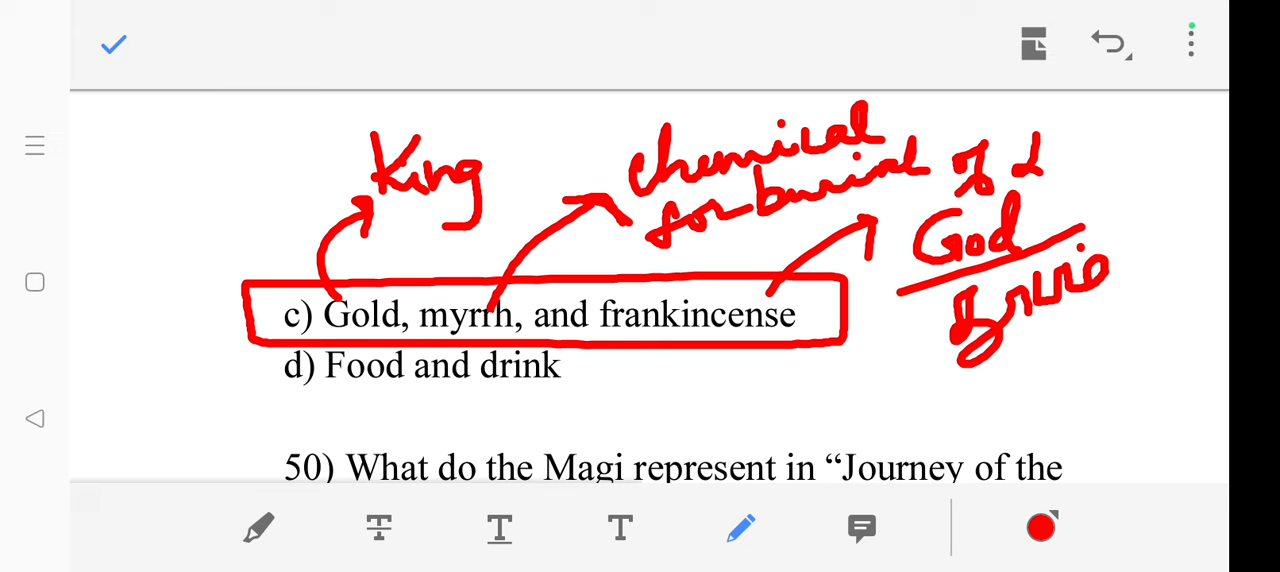 King
chemical
for burial of d
God
c) Gold, myrrh, and frankincense
d) Food and drink
50) What do the Magi represent in “Journey of the
T T T